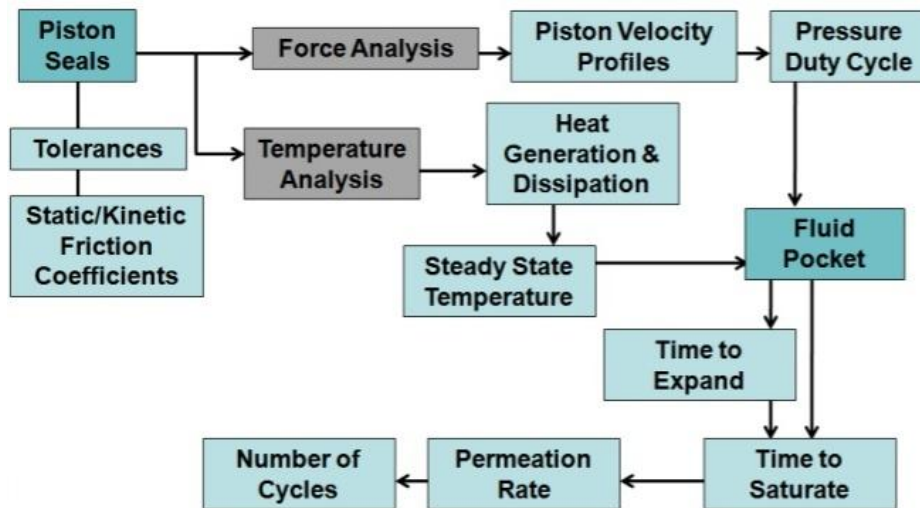 Piston
Seals
Force Analysis
Piston Velocity
Profiles
Pressure
Duty Cycle
Tolerances
Temperature
Analysis
Heat
Generation &
Dissipation
Static/Kinetic
Friction
Coefficients
Steady State
Temperature
Fluid
Pocket
Time to
Expand
Number of
Cycles
Permeation
Rate
Time to
Saturate